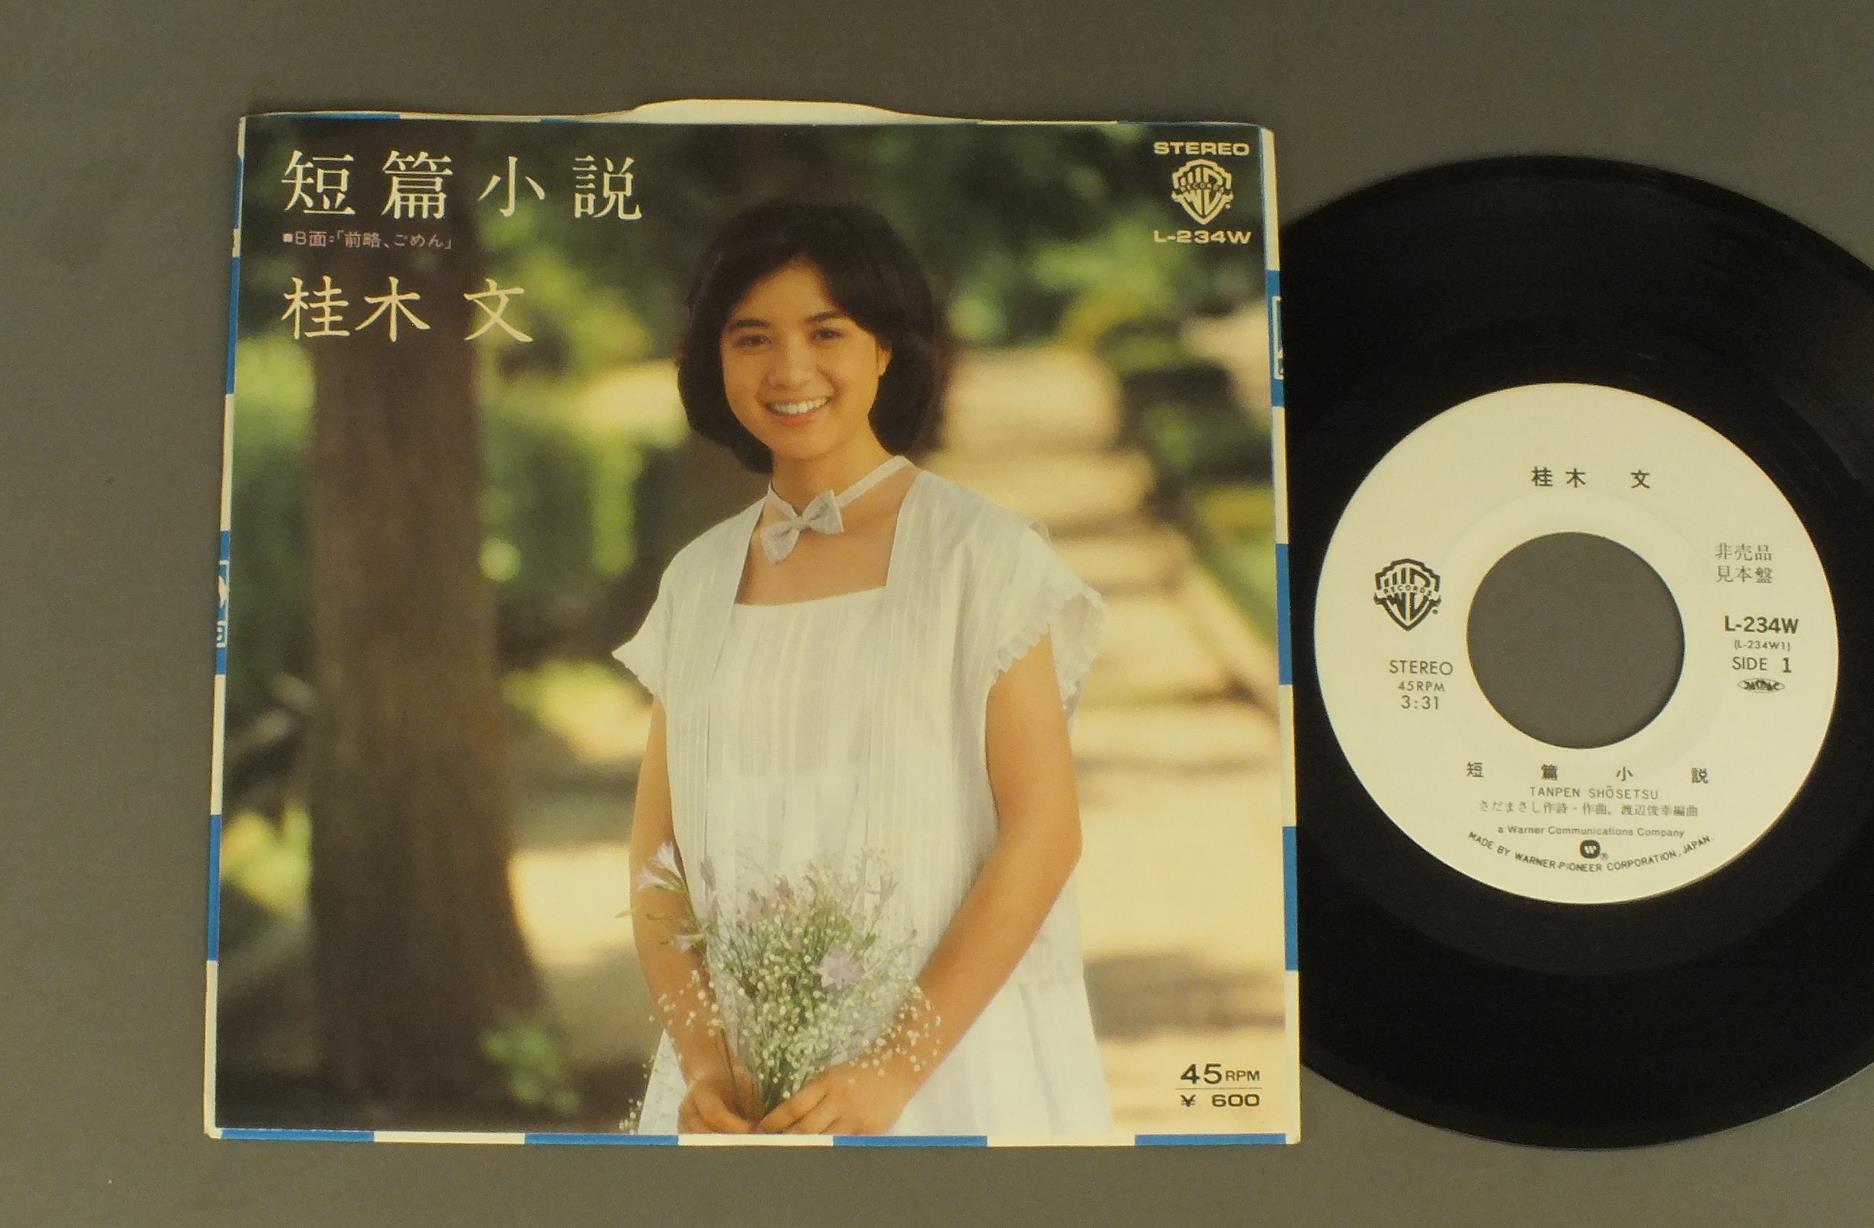 短篇小説
■B面=「前略、ごめん」
桂木 文
STEREO
RECORDS
L-234W
45RPM
¥ 600
桂木 文
非売品
見本盤
RECORDS
L-234W
(L-234W1)
SIDE 1
STEREO
45RPM
3:31
短篇小説
TANPEN SHŌSETSU
さだまさし作詩・作曲。渡辺俊幸編曲
a Warner Communications Company
MADE BY WARNER-PIONEER CORPORATION, JAPAN.